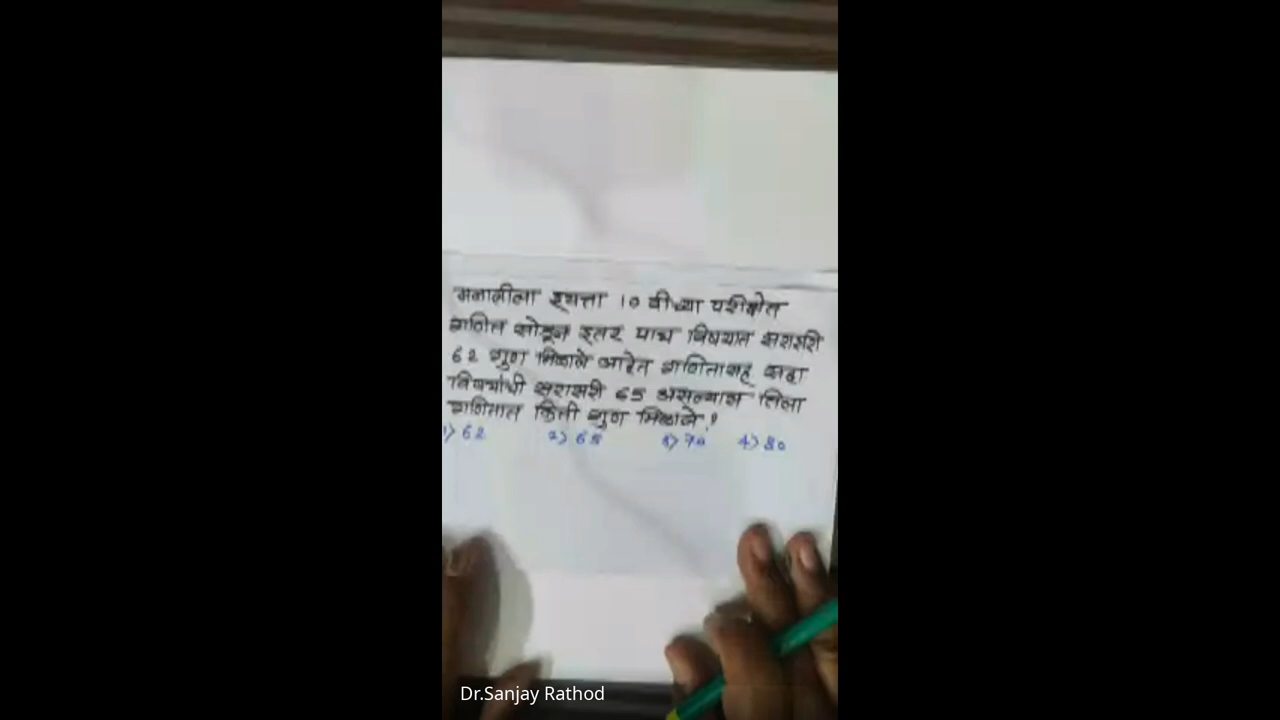 मनालीला इयत्ता 10 वीच्या परीक्षेत
गणित सोडून इतर पाच विषयात सरासरी
62 गुण मिळाले आहेत गणितासह सहा
विषयांची सरासरी 65 असल्यास तिला
गणितात किती गुण मिळाले ?
1) 62 2) 65 3) 70 4) 80
Dr.Sanjay Rathod